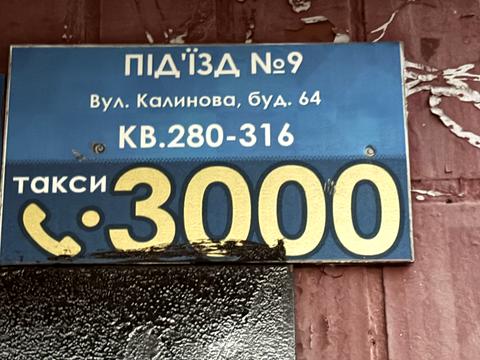 ПІД'ЇЗД №9
Вул. Калинова, буд. 64
КВ.280-316
такси 3000